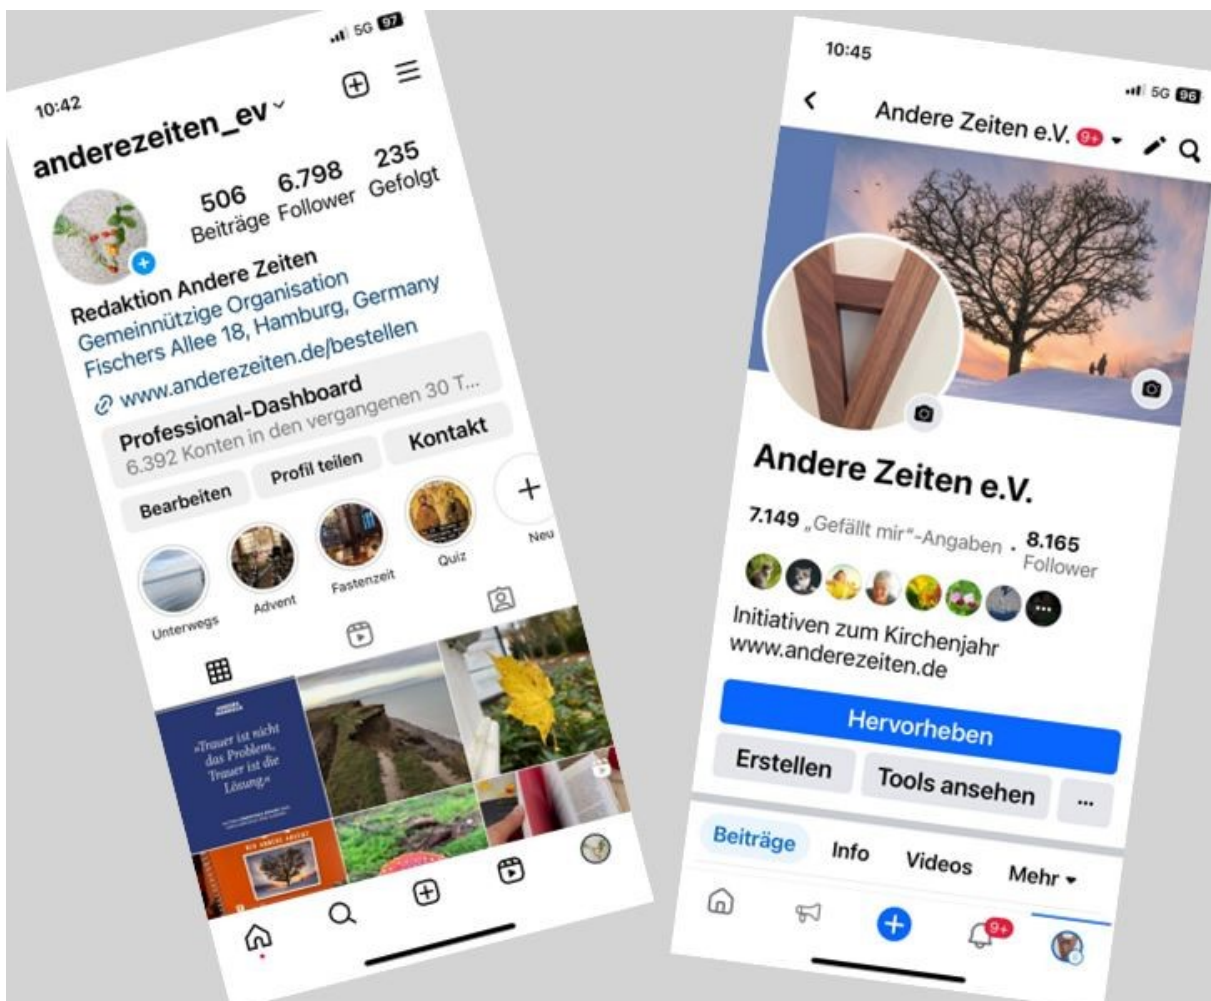 10:42
5G 97
anderezeiten_ev
506 6.798 235
Beiträge Follower Gefolgt
Redaktion Andere Zeiten
Gemeinnützige Organisation
Fischers Allee 18, Hamburg, Germany
www.anderezeiten.de/bestellen
Professional-Dashboard
6.392 Konten in den vergangenen 30 T...
Bearbeiten Profil teilen Kontakt
Unterwegs Advent Fastenzeit Quiz Neu
»Trauer ist nicht
das Problem,
Trauer ist die
Lösung.«
DER ANDERE ADVENT
10:45
5G 96
Andere Zeiten e.V. 9+
Andere Zeiten e.V.
7.149 „Gefällt mir“-Angaben · 8.165
Follower
Initiativen zum Kirchenjahr
www.anderezeiten.de
Hervorheben
Erstellen Tools ansehen ...
Beiträge Info Videos Mehr
9+